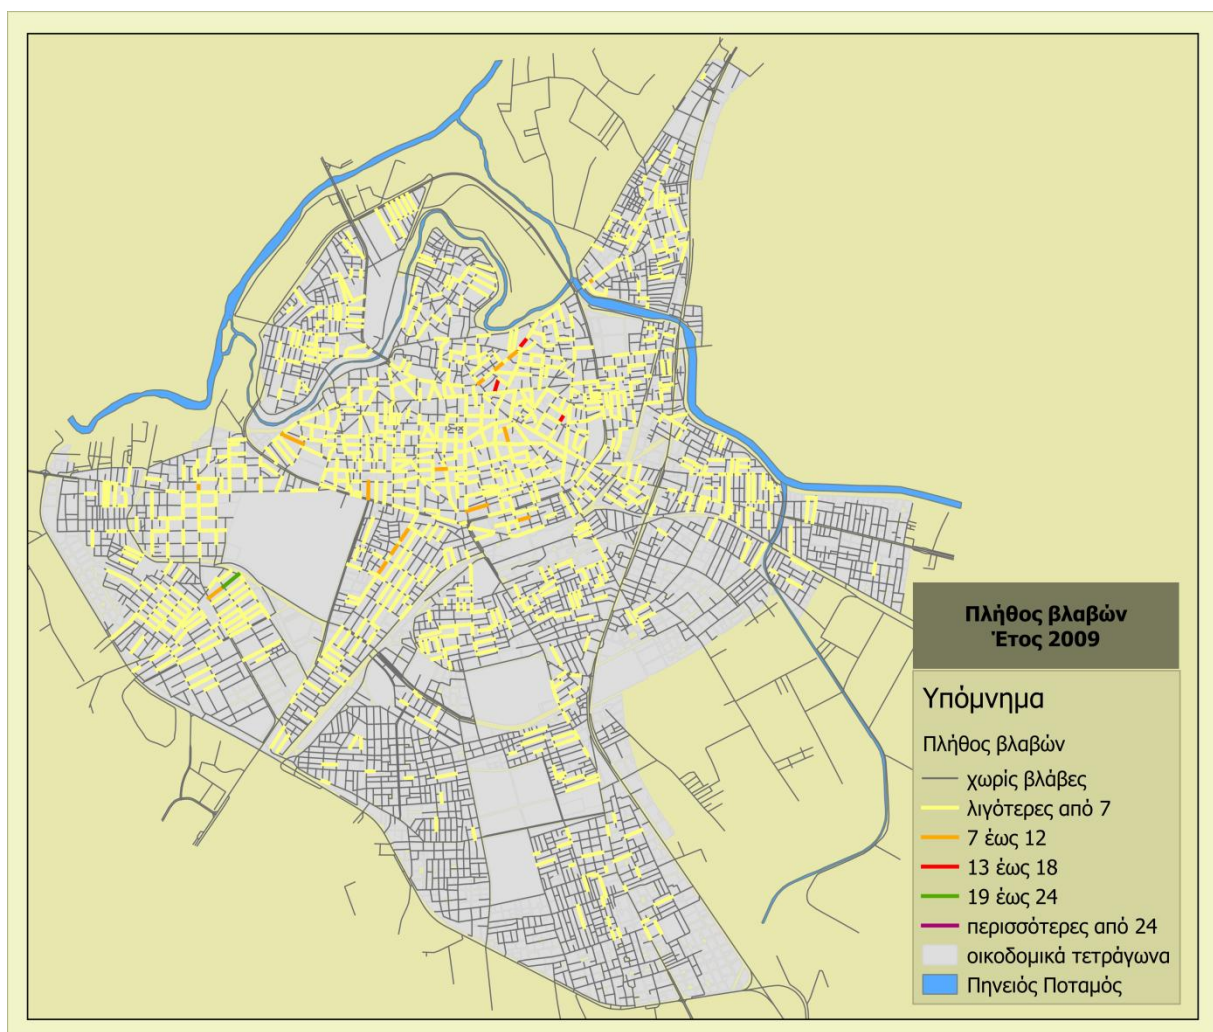 Πλήθος βλαβών
Έτος 2009
Υπόμνημα
Πλήθος βλαβών
χωρίς βλάβες
λιγότερες από 7
7 έως 12
13 έως 18
19 έως 24
περισσότερες από 24
οικοδομικά τετράγωνα
Πηνειός Ποταμός